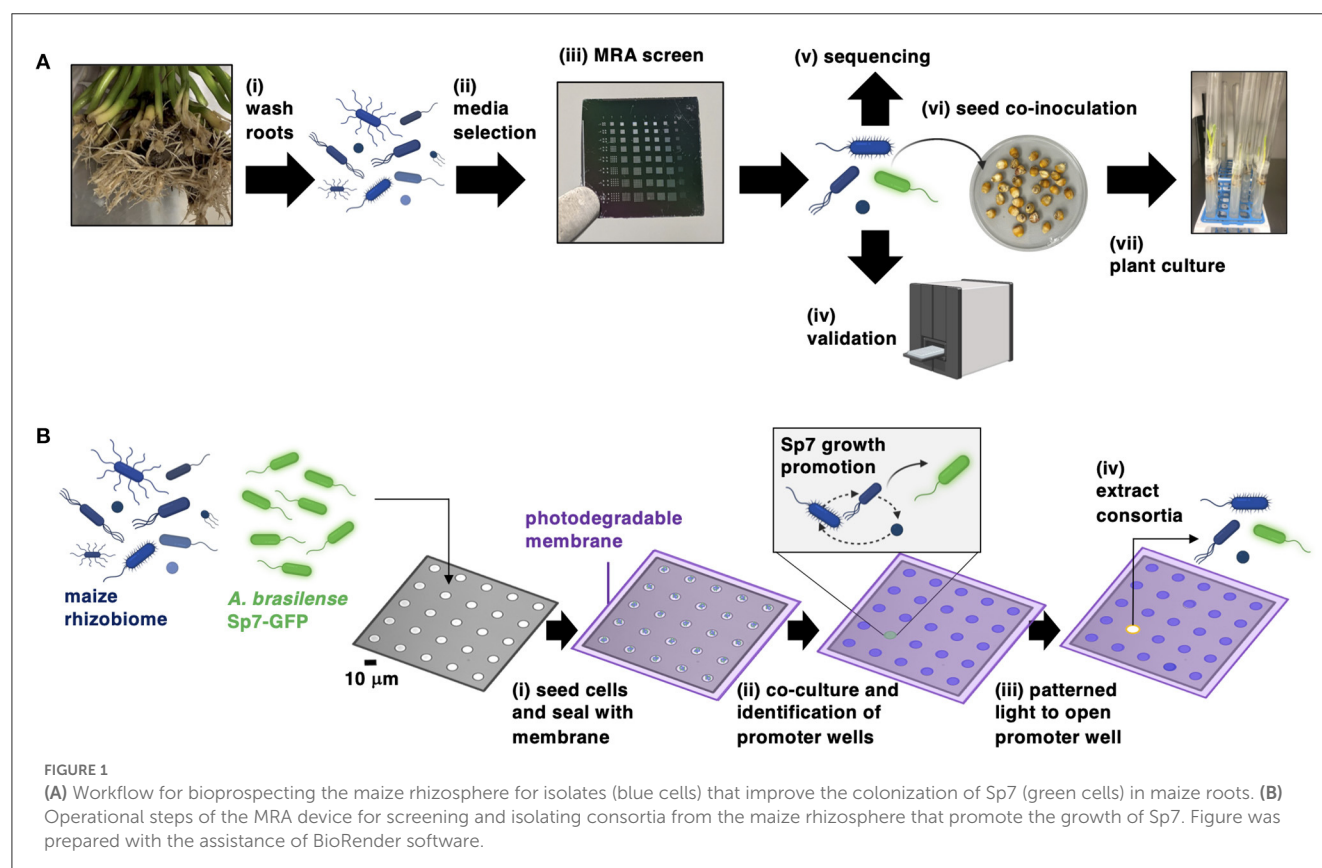 A
(i)
wash
roots
(ii)
media
selection
(iii) MRA screen
(v) sequencing
(vi) seed co-inoculation
(iv)
validation
(vii)
plant culture
B
maize
rhizobiome
A. brasilense
Sp7-GFP
10 μm
photodegradable
membrane
(i) seed cells
and seal with
membrane
Sp7 growth
promotion
(ii) co-culture and
identification of
promoter wells
(iii) patterned
light to open
promoter well
(iv)
extract
consortia
FIGURE 1
(A) Workflow for bioprospecting the maize rhizosphere for isolates (blue cells) that improve the colonization of Sp7 (green cells) in maize roots. (B)
Operational steps of the MRA device for screening and isolating consortia from the maize rhizosphere that promote the growth of Sp7. Figure was
prepared with the assistance of BioRender software.